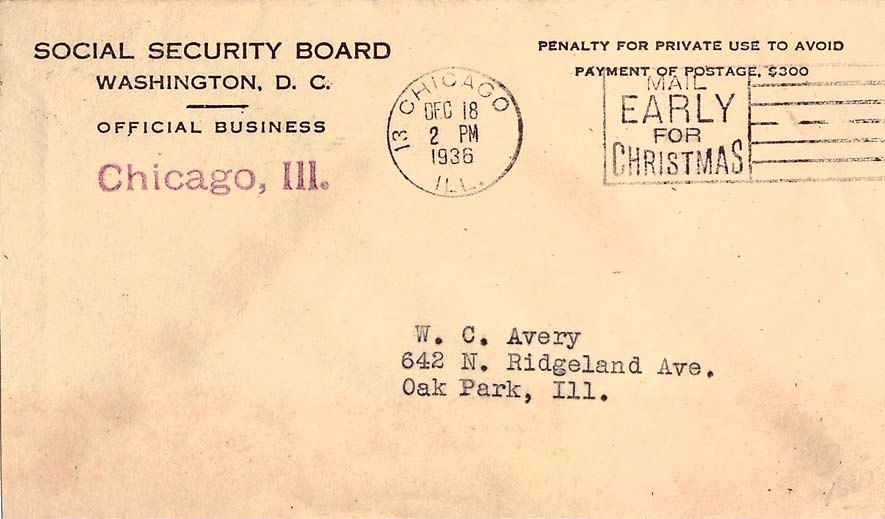 SOCIAL SECURITY BOARD
WASHINGTON, D. C.
OFFICIAL BUSINESS
Chicago, Ill.
CHICAGO
13
DEC 18
2 PM
1936
ILL.
PENALTY FOR PRIVATE USE TO AVOID
PAYMENT OF POSTAGE, $300
MAIL
EARLY
FOR
CHRISTMAS
W. C. Avery
642 N. Ridgeland Ave.
Oak Park, Ill.